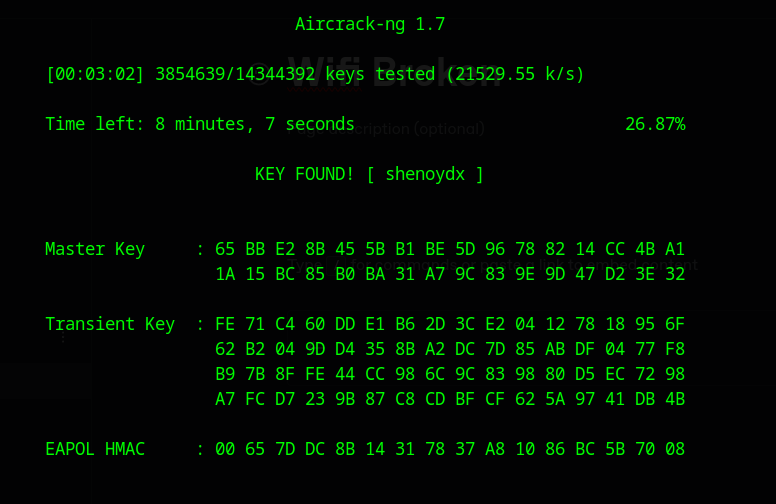 Aircrack-ng 1.7
[00:03:02] 3854639/14344392 keys tested (21529.55 k/s)
Time left: 8 minutes, 7 seconds 26.87%
KEY FOUND! [ shenoydx ]
Master Key : 65 BB E2 8B 45 5B B1 BE 5D 96 78 82 14 CC 4B A1
1A 15 BC 85 B0 BA 31 A7 9C 83 9E 9D 47 D2 3E 32
Transient Key : FE 71 C4 60 DD E1 B6 2D 3C E2 04 12 78 18 95 6F
62 B2 04 9D D4 35 8B A2 DC 7D 85 AB DF 04 77 F8
B9 7B 8F FE 44 CC 98 6C 9C 83 98 80 D5 EC 72 98
A7 FC D7 23 9B 87 C8 CD BF CF 62 5A 97 41 DB 4B
EAPOL HMAC : 00 65 7D DC 8B 14 31 78 37 A8 10 86 BC 5B 70 08